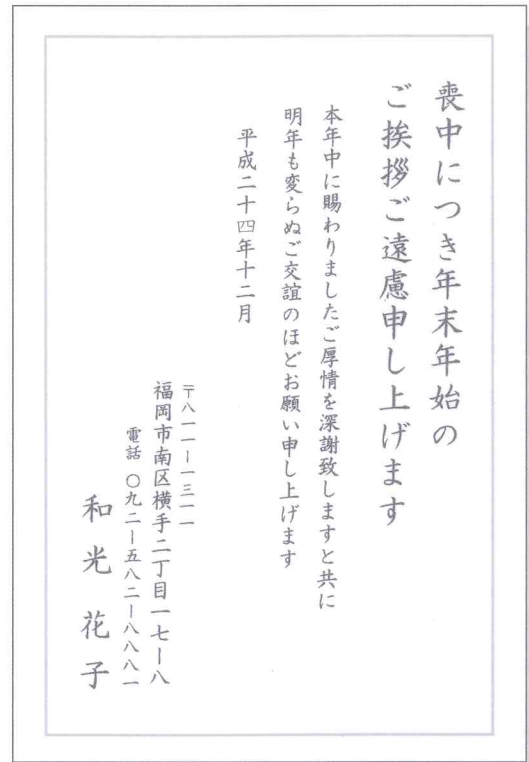 喪中につき年末年始の
ご挨拶ご遠慮申し上げます
本年中に賜わりましたご厚情を深謝致しますと共に
明年も変らぬご交誼のほどお願い申し上げます
平成二十四年十二月
〒八一一ー一三一一
福岡市南区横手二丁目一七ー八
電話 〇九二ー五八二ー八八八一
和光花子